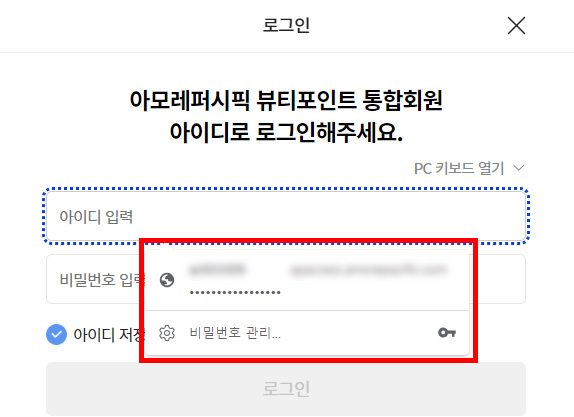 로그인
아모레퍼시픽 뷰티포인트 통합회원
아이디로 로그인해주세요.
PC 키보드 열기
아이디 입력
비밀번호 입력
•••••••••••••••••
아이디 저장
비밀번호 관리...
로그인